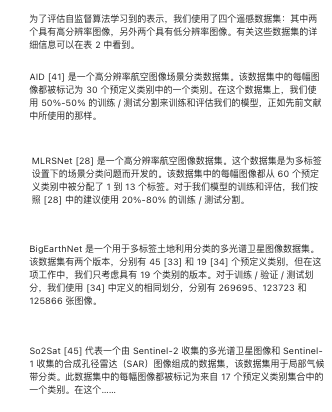 为了评估自监督算法学习到的表示，我们使用了四个遥感数据集：其中两
个具有高分辨率图像，另外两个具有低分辨率图像。有关这些数据集的详
细信息可以在表 2 中看到。
AID [41] 是一个高分辨率航空图像场景分类数据集。该数据集中的每幅图
像都被标记为 30 个预定义类别中的一个类别。在这个数据集上，我们使
用 50%-50% 的训练 / 测试分割来训练和评估我们的模型，正如先前文献
中所使用的那样。
MLRSNet [28] 是一个高分辨率航空图像数据集。这个数据集是为多标签
设置下的场景分类问题而开发的。该数据集中的每幅图像都从 60 个预定
义类别中被分配了 1 到 13 个标签。对于我们模型的训练和评估，我们按
照 [28] 中的建议使用 20%-80% 的训练 / 测试分割。
BigEarthNet 是一个用于多标签土地利用分类的多光谱卫星图像数据集。
该数据集有两个版本，分别有 45 [33] 和 19 [34] 个预定义类别，但在这
项工作中，我们只考虑具有 19 个类别的版本。对于训练 / 验证 / 测试划
分，我们使用 [34] 中定义的相同划分，分别有 269695、123723 和
125866 张图像。
So2Sat [45] 代表一个由 Sentinel-2 收集的多光谱卫星图像和 Sentinel-
1 收集的合成孔径雷达（SAR）图像组成的数据集，该数据集用于局部气候
带分类。此数据集中的每幅图像都被标记为来自 17 个预定义类别集合中的
一个类别。在这个……